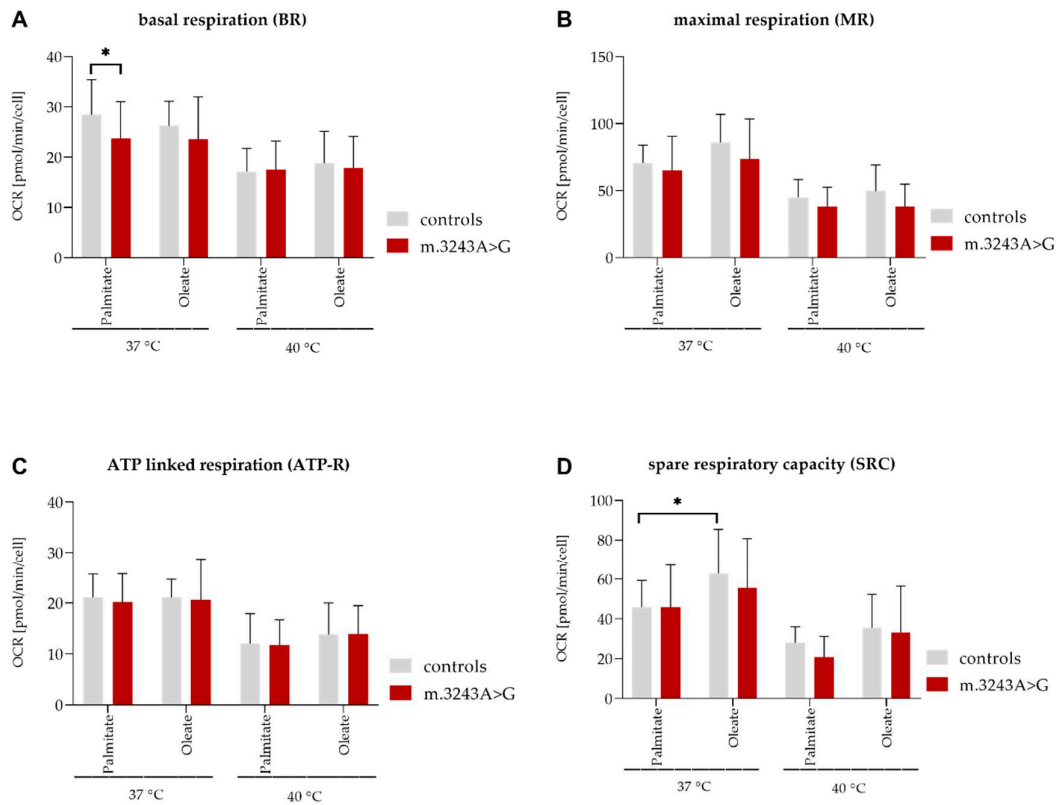 A
basal respiration (BR)
OCR [pmol/min/cell]
40
30
20
10
0
*
Palmitate
Oleate
Palmitate
Oleate
37 °C
40 °C
controls
m.3243A>G
B
maximal respiration (MR)
OCR [pmol/min/cell]
150
100
50
0
Palmitate
Oleate
Palmitate
Oleate
37 °C
40 °C
controls
m.3243A>G
C
ATP linked respiration (ATP-R)
OCR [pmol/min/cell]
40
30
20
10
0
Palmitate
Oleate
Palmitate
Oleate
37 °C
40 °C
controls
m.3243A>G
D
spare respiratory capacity (SRC)
OCR [pmol/min/cell]
100
80
60
40
20
0
*
Palmitate
Oleate
Palmitate
Oleate
37 °C
40 °C
controls
m.3243A>G